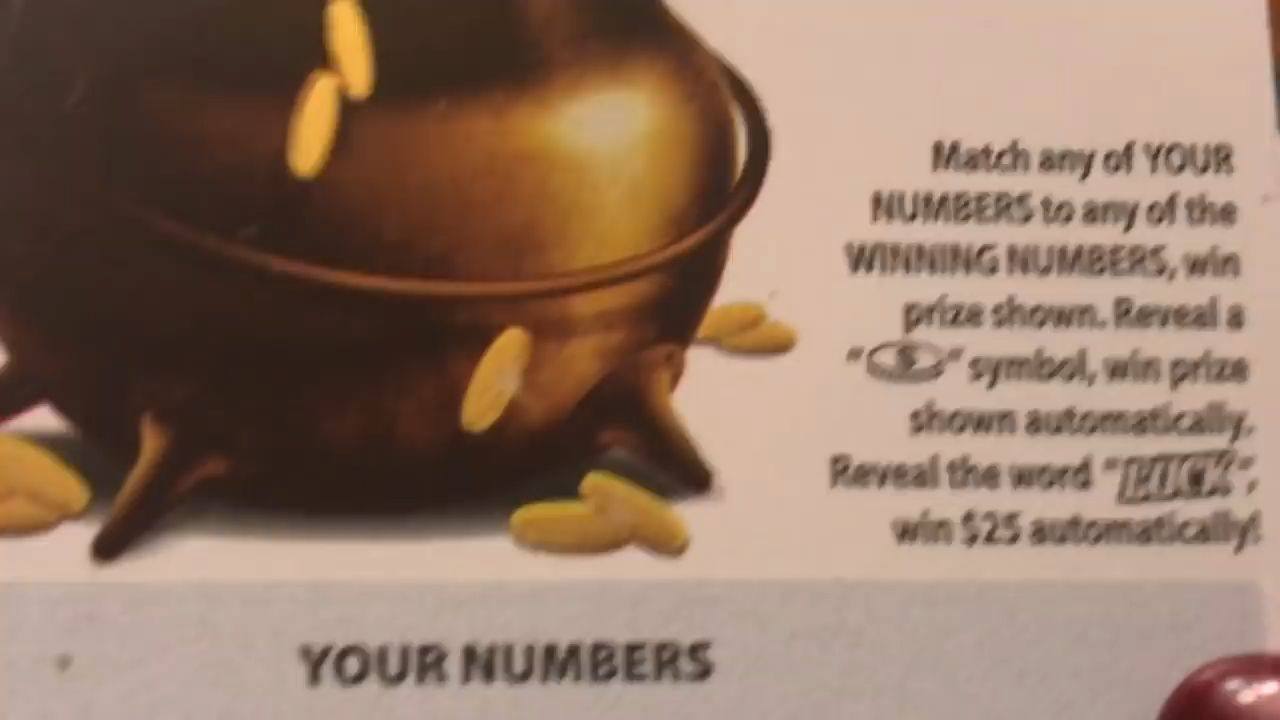 Match any of YOUR
NUMBERS to any of the
WINNING NUMBERS, win
prize shown. Reveal a
"$" symbol, win prize
shown automatically.
Reveal the word "LUCK",
win $25 automatically!
YOUR NUMBERS